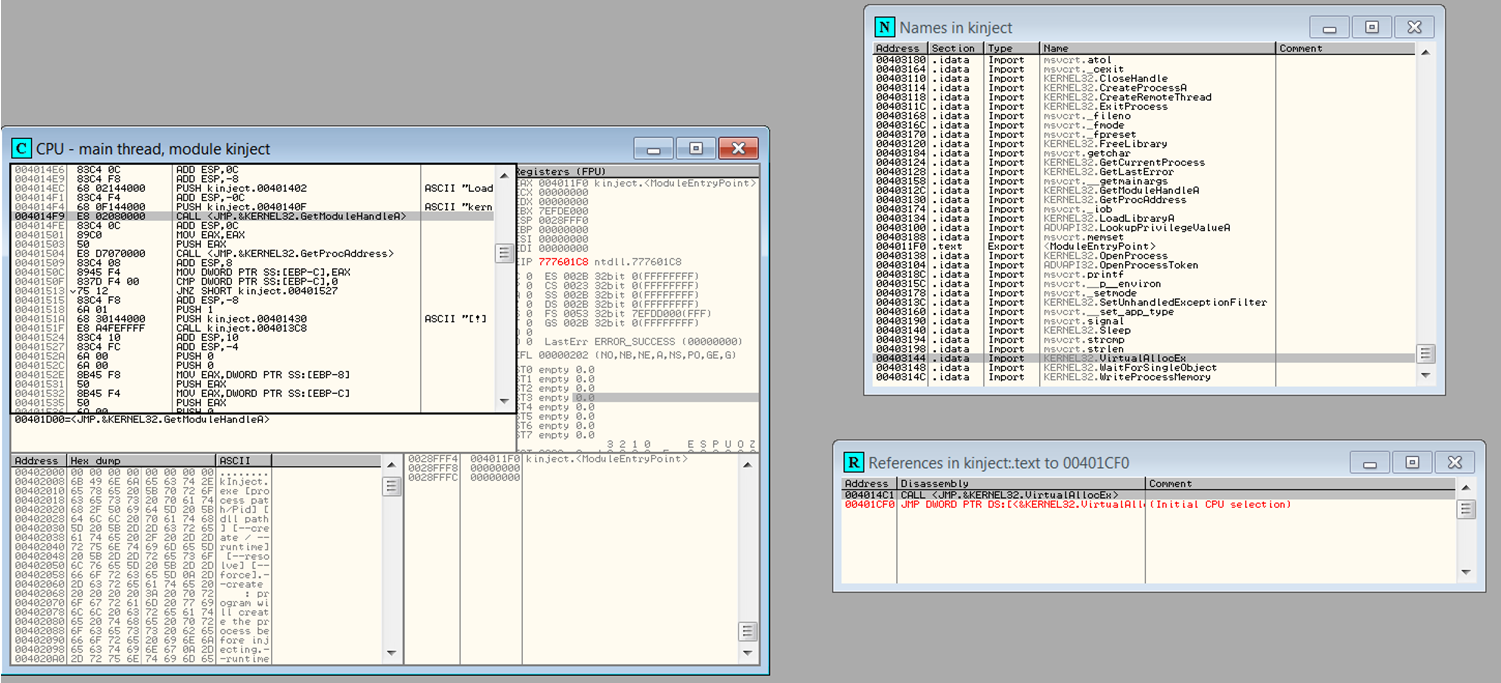 Names in kinject
Address Section Type Name Comment
00403180 .idata Import msvcrt.atol
00403164 .idata Import msvcrt._cexit
00403110 .idata Import KERNEL32.CloseHandle
00403114 .idata Import KERNEL32.CreateProcessA
00403118 .idata Import KERNEL32.CreateRemoteThread
0040311C .idata Import KERNEL32.ExitProcess
00403168 .idata Import msvcrt._fileno
0040316C .idata Import msvcrt._fmode
00403170 .idata Import msvcrt._fpreset
00403120 .idata Import KERNEL32.FreeLibrary
00403184 .idata Import msvcrt.getchar
00403124 .idata Import KERNEL32.GetCurrentProcess
00403128 .idata Import KERNEL32.GetLastError
00403158 .idata Import msvcrt.__getmainargs
0040312C .idata Import KERNEL32.GetModuleHandleA
00403130 .idata Import KERNEL32.GetProcAddress
00403174 .idata Import msvcrt._iob
00403134 .idata Import KERNEL32.LoadLibraryA
00403100 .idata Import ADVAPI32.LookupPrivilegeValueA
00403188 .idata Import msvcrt.memset
004011F0 .text Export <ModuleEntryPoint>
00403138 .idata Import KERNEL32.OpenProcess
00403104 .idata Import ADVAPI32.OpenProcessToken
0040318C .idata Import msvcrt.printf
0040315C .idata Import msvcrt.__p__environ
00403178 .idata Import msvcrt._setmode
0040313C .idata Import KERNEL32.SetUnhandledExceptionFilter
00403160 .idata Import msvcrt.__set_app_type
00403190 .idata Import msvcrt.signal
00403140 .idata Import KERNEL32.Sleep
00403194 .idata Import msvcrt.strcmp
00403198 .idata Import msvcrt.strlen
00403144 .idata Import KERNEL32.VirtualAllocEx
00403148 .idata Import KERNEL32.WaitForSingleObject
0040314C .idata Import KERNEL32.WriteProcessMemory
CPU - main thread, module kinject
004014E6 83C4 0C ADD ESP,0C
004014E9 83C4 F8 ADD ESP,-8
004014EC 68 02144000 PUSH kinject.00401402 ASCII "Load
004014F1 83C4 F4 ADD ESP,-0C
004014F4 68 0F144000 PUSH kinject.0040140F ASCII "kern
004014F9 E8 02080000 CALL <JMP.&KERNEL32.GetModuleHandleA>
004014FE 83C4 0C ADD ESP,0C
00401501 89C0 MOV EAX,EAX
00401503 50 PUSH EAX
00401504 E8 D7070000 CALL <JMP.&KERNEL32.GetProcAddress>
00401509 83C4 08 ADD ESP,8
0040150C 8945 F4 MOV DWORD PTR SS:[EBP-C],EAX
0040150F 837D F4 00 CMP DWORD PTR SS:[EBP-C],0
00401513 75 12 JNZ SHORT kinject.00401527
00401515 83C4 F8 ADD ESP,-8
00401518 6A 01 PUSH 1
0040151A 68 30144000 PUSH kinject.00401430 ASCII "[!]
0040151F E8 A4FEFFFF CALL kinject.004013C8
00401524 83C4 10 ADD ESP,10
00401527 83C4 FC ADD ESP,-4
0040152A 6A 00 PUSH 0
0040152C 6A 00 PUSH 0
0040152E 8B45 F8 MOV EAX,DWORD PTR SS:[EBP-8]
00401531 50 PUSH EAX
00401532 8B45 F4 MOV EAX,DWORD PTR SS:[EBP-C]
00401535 50 PUSH EAX
00401536 6A 00 PUSH 0
00401D00=<JMP.&KERNEL32.GetModuleHandleA>
Registers (FPU)
EAX 004011F0 kinject.<ModuleEntryPoint>
ECX 00000000
EDX 00000000
EBX 7EFDE000
ESP 0028FFF0
EBP 00000000
ESI 00000000
EDI 00000000
EIP 777601C8 ntdll.777601C8
0 ES 002B 32bit 0(FFFFFFFF)
CS 0023 32bit 0(FFFFFFFF)
SS 002B 32bit 0(FFFFFFFF)
DS 002B 32bit 0(FFFFFFFF)
FS 0053 32bit 7EFDD000(FFF)
GS 002B 32bit 0(FFFFFFFF)
0 LastErr ERROR_SUCCESS (00000000)
EFL 00000202 (NO,NB,NE,A,NS,PO,GE,G)
ST0 empty 0.0
ST1 empty 0.0
ST2 empty 0.0
ST3 empty 0.0
ST4 empty 0.0
ST5 empty 0.0
ST6 empty 0.0
ST7 empty 0.0
3 2 1 0 E S P U O Z
Address Hex dump ASCII
00402000 00 00 00 00 00 00 00 00 ........
00402008 6B 49 6E 6A 65 63 74 2E kInject.
00402010 65 78 65 20 5B 70 72 6F exe [pro
00402018 63 65 73 73 20 70 61 74 cess pat
00402020 68 2F 50 69 64 5D 20 5B h/Pid] [
00402028 64 6C 6C 20 70 61 74 68 dll path
00402030 5D 20 5B 2D 2D 63 72 65 ] [--cre
00402038 61 74 65 20 2F 20 2D 2D ate / --
00402040 72 75 6E 74 69 6D 65 5D runtime]
00402048 20 5B 2D 2D 72 65 73 6F [--reso
00402050 6C 76 65 5D 20 5B 2D 2D lve] [--
00402058 66 6F 72 63 65 5D 0A 2D force].-
00402060 2D 63 72 65 61 74 65 20 -create
00402068 20 20 20 20 3A 20 70 72 : pr
00402070 6F 67 72 61 6D 20 77 69 ogram wi
00402078 6C 6C 20 63 72 65 61 74 ll creat
00402080 65 20 74 68 65 20 70 72 e the pr
00402088 6F 63 65 73 73 20 62 65 ocess be
00402090 66 6F 72 65 20 69 6E 6A fore inj
00402098 65 63 74 69 6E 67 0A 2D ecting.-
004020A0 2D 72 75 6E 74 69 6D 65 -runtime
0028FFF4 004011F0 kinject.<ModuleEntryPoint>
0028FFF8 00000000
0028FFFC 00000000
References in kinject:.text to 00401CF0
Address Disassembly Comment
004014C1 CALL <JMP.&KERNEL32.VirtualAllocEx>
00401CF0 JMP DWORD PTR DS:[<&KERNEL32.VirtualAll (Initial CPU selection)